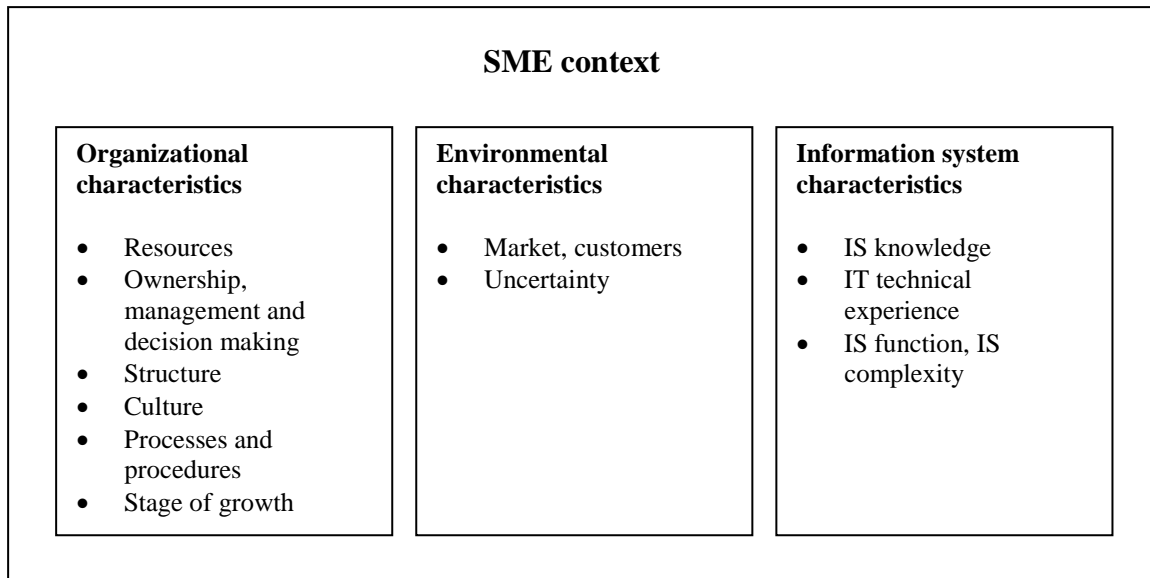 SME context
Organizational
characteristics
• Resources
• Ownership,
management and
decision making
• Structure
• Culture
• Processes and
procedures
• Stage of growth
Environmental
characteristics
• Market, customers
• Uncertainty
Information system
characteristics
• IS knowledge
• IT technical
experience
• IS function, IS
complexity